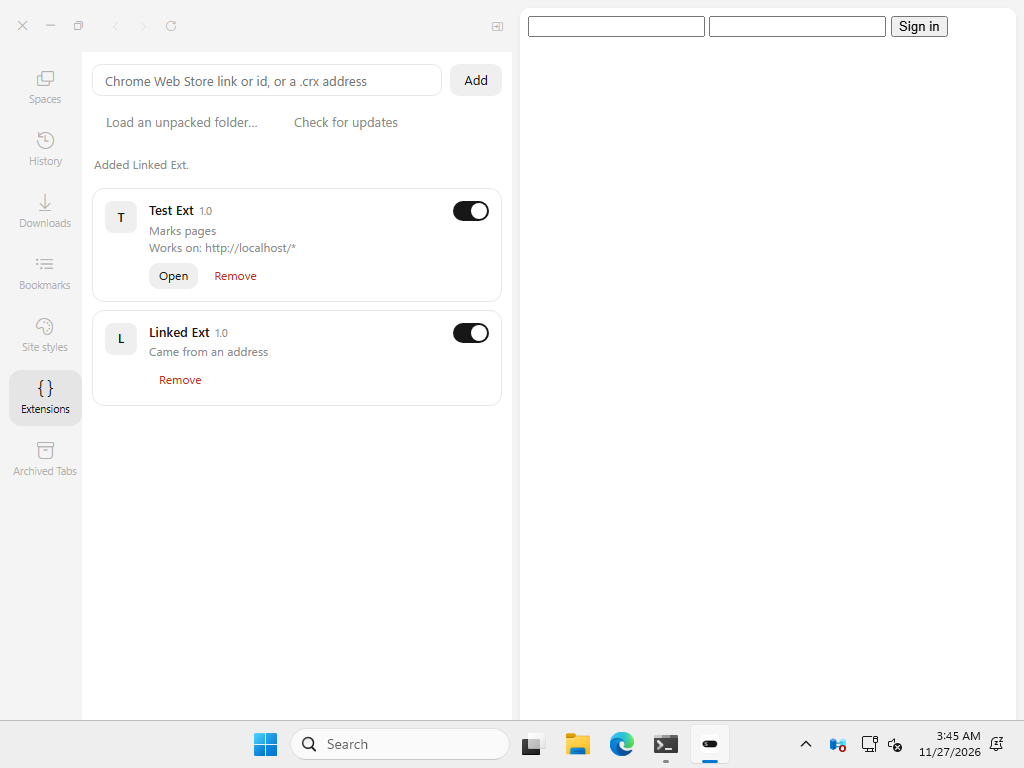 Sign in
Spaces
History
Downloads
Bookmarks
Site styles
{ }
Extensions
Archived Tabs
Chrome Web Store link or id, or a .crx address
Add
Load an unpacked folder...
Check for updates
Added Linked Ext.
T
Test Ext 1.0
Marks pages
Works on: http://localhost/*
Open
Remove
L
Linked Ext 1.0
Came from an address
Remove
Search
3:45 AM
11/27/2026